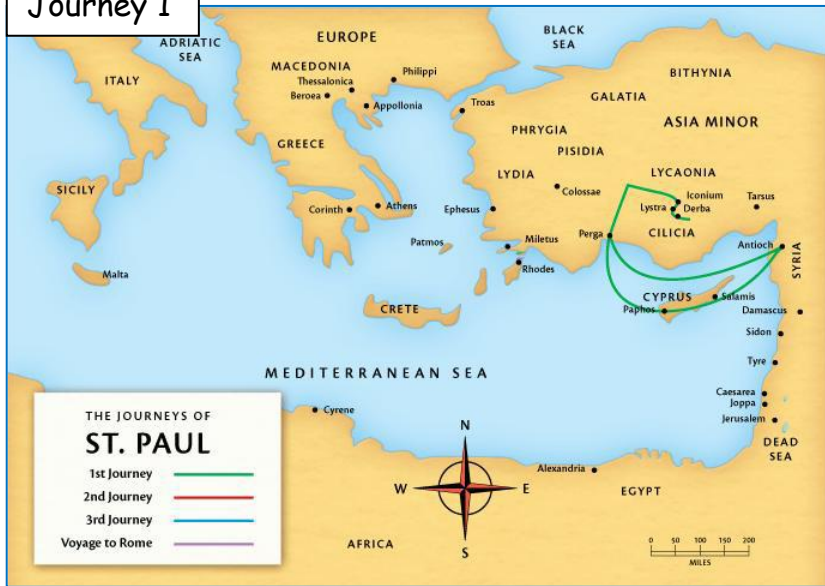 Journey 1
ADRIATIC
SEA
EUROPE
BLACK
SEA
ITALY
MACEDONIA
Thessalonica
Philippi
Beroea
Appollonia
Troas
BITHYNIA
GALATIA
ASIA MINOR
PHRYGIA
PISIDIA
GREECE
LYDIA
LYCAONIA
SICILY
Colossae
Iconium
Tarsus
Corinth
Athens
Ephesus
Lystra
Derba
Patmos
Miletus
Perga
CILICIA
Antioch
SYRIA
Malta
Rhodes
CRETE
CYPRUS
Salamis
Paphos
Damascus
Sidon
MEDITERRANEAN SEA
Tyre
Caesarea
Joppa
Jerusalem
DEAD
SEA
Cyrene
Alexandria
EGYPT
AFRICA
N
W
E
S
THE JOURNEYS OF
ST. PAUL
1st Journey
2nd Journey
3rd Journey
Voyage to Rome
0 50 100 150 200
MILES